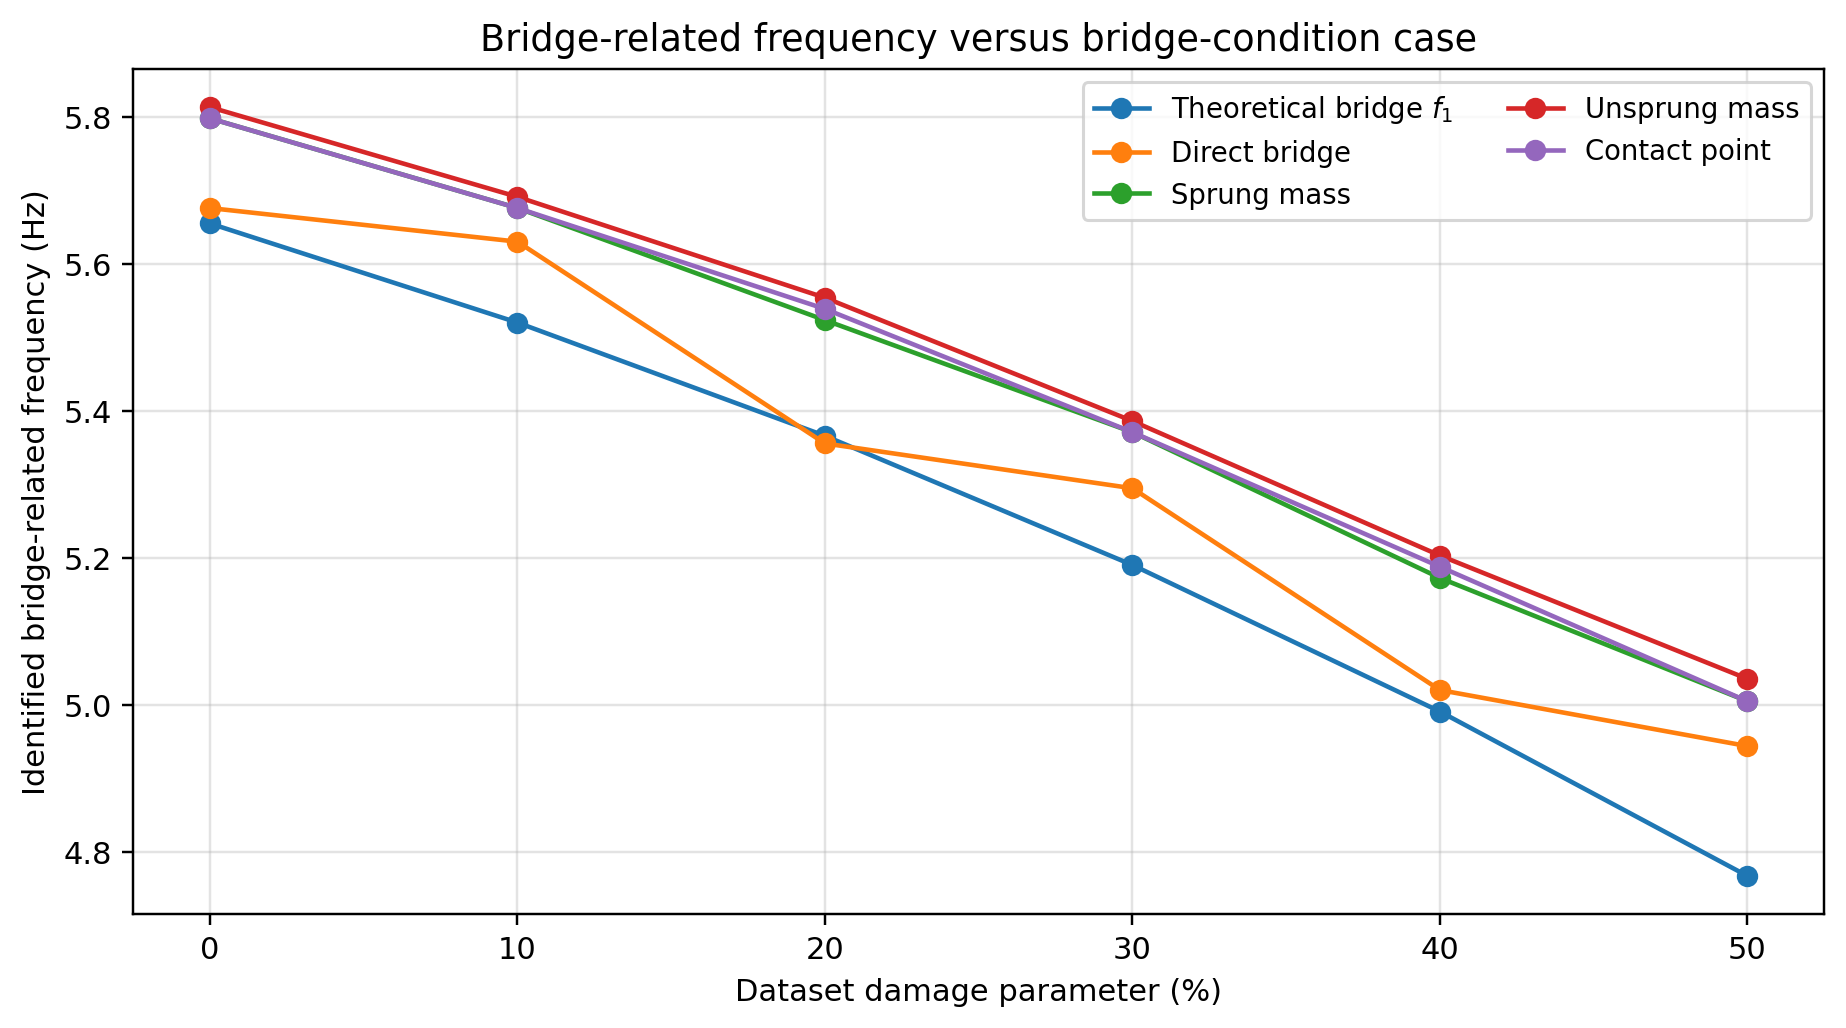 Bridge-related frequency versus bridge-condition case
Theoretical bridge f₁
Direct bridge
Sprung mass
Unsprung mass
Contact point
Identified bridge-related frequency (Hz)
5.8
5.6
5.4
5.2
5.0
4.8
0 10 20 30 40 50
Dataset damage parameter (%)